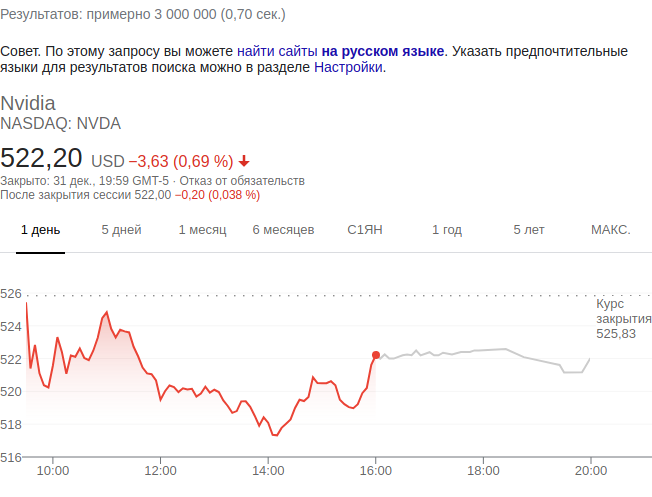 Результатов: примерно 3 000 000 (0,70 сек.)
Совет. По этому запросу вы можете найти сайты на русском языке. Указать предпочтительные
языки для результатов поиска можно в разделе Настройки.
Nvidia
NASDAQ: NVDA
522,20 USD −3,63 (0,69 %)
Закрыто: 31 дек., 19:59 GMT-5 · Отказ от обязательств
После закрытия сессии 522,00 −0,20 (0,038 %)
1 день 5 дней 1 месяц 6 месяцев С1ЯН 1 год 5 лет МАКС.
526
Курс
закрытия
525,83
524
522
520
518
516
10:00 12:00 14:00 16:00 18:00 20:00